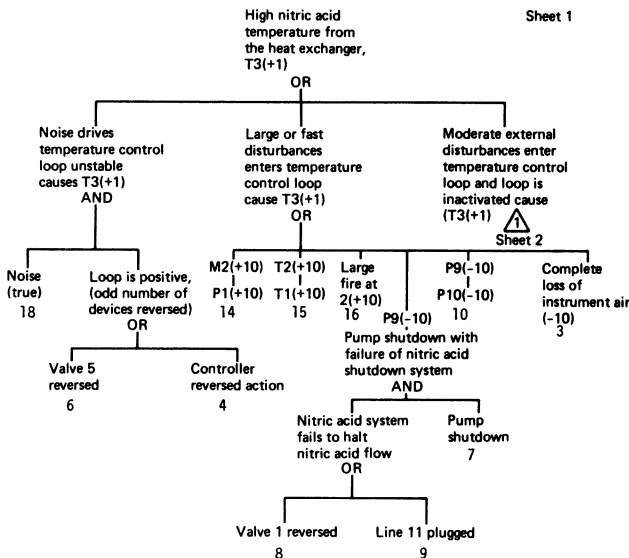 Sheet 1
High nitric acid
temperature from
the heat exchanger,
T3(+1)
OR
Noise drives
temperature control
loop unstable
causes T3(+1)
AND
Large or fast
disturbances
enters temperature
control loop
cause T3(+1)
OR
Moderate external
disturbances enter
temperature control
loop and loop is
inactivated cause
(T3(+1)
1
Sheet 2
Noise
(true)
18
Loop is positive,
(odd number of
devices reversed)
OR
Valve 5
reversed
6
Controller
reversed action
4
M2(+10)
P1(+10)
14
T2(+10)
T1(+10)
15
Large
fire at
2(+10)
16
P9(-10)
Pump shutdown with
failure of nitric acid
shutdown system
AND
P9(-10)
P10(-10)
10
Complete
loss of
instrument air
(-10)
3
Nitric acid system
fails to halt
nitric acid flow
OR
Pump
shutdown
7
Valve 1 reversed
8
Line 11 plugged
9